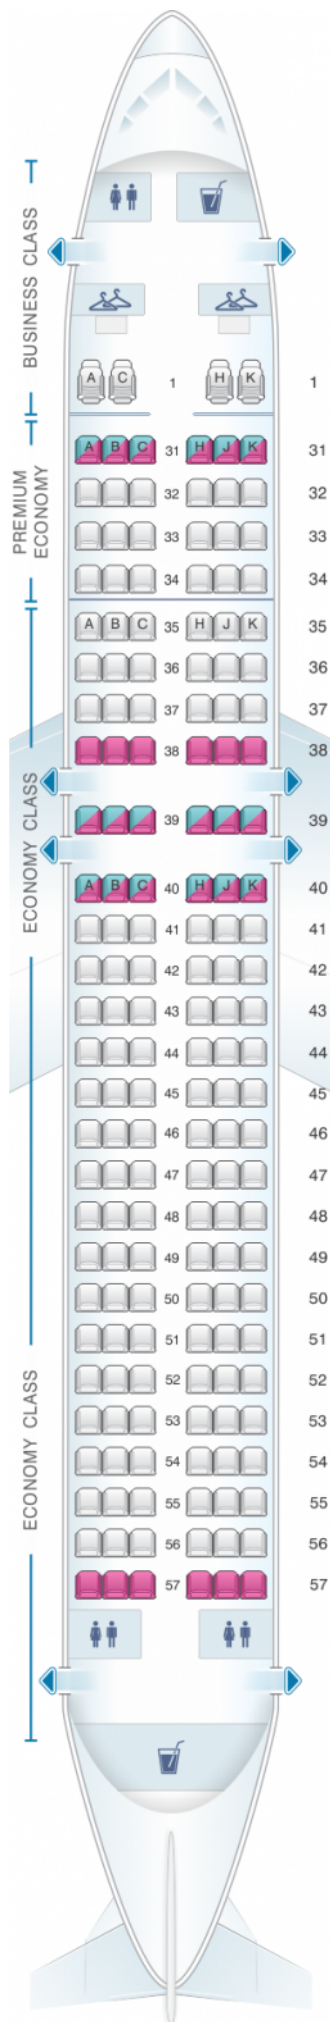 BUSINESS CLASS
A C 1 H K 1
PREMIUM
ECONOMY
A B C 31 H J K 31
32 32
33 33
34 34
A B C 35 H J K 35
36 36
37 37
38 38
ECONOMY CLASS
39 39
A B C 40 H J K 40
41 41
42 42
43 43
44 44
45 45
46 46
47 47
48 48
49 49
50 50
51 51
ECONOMY CLASS
52 52
53 53
54 54
55 55
56 56
57 57